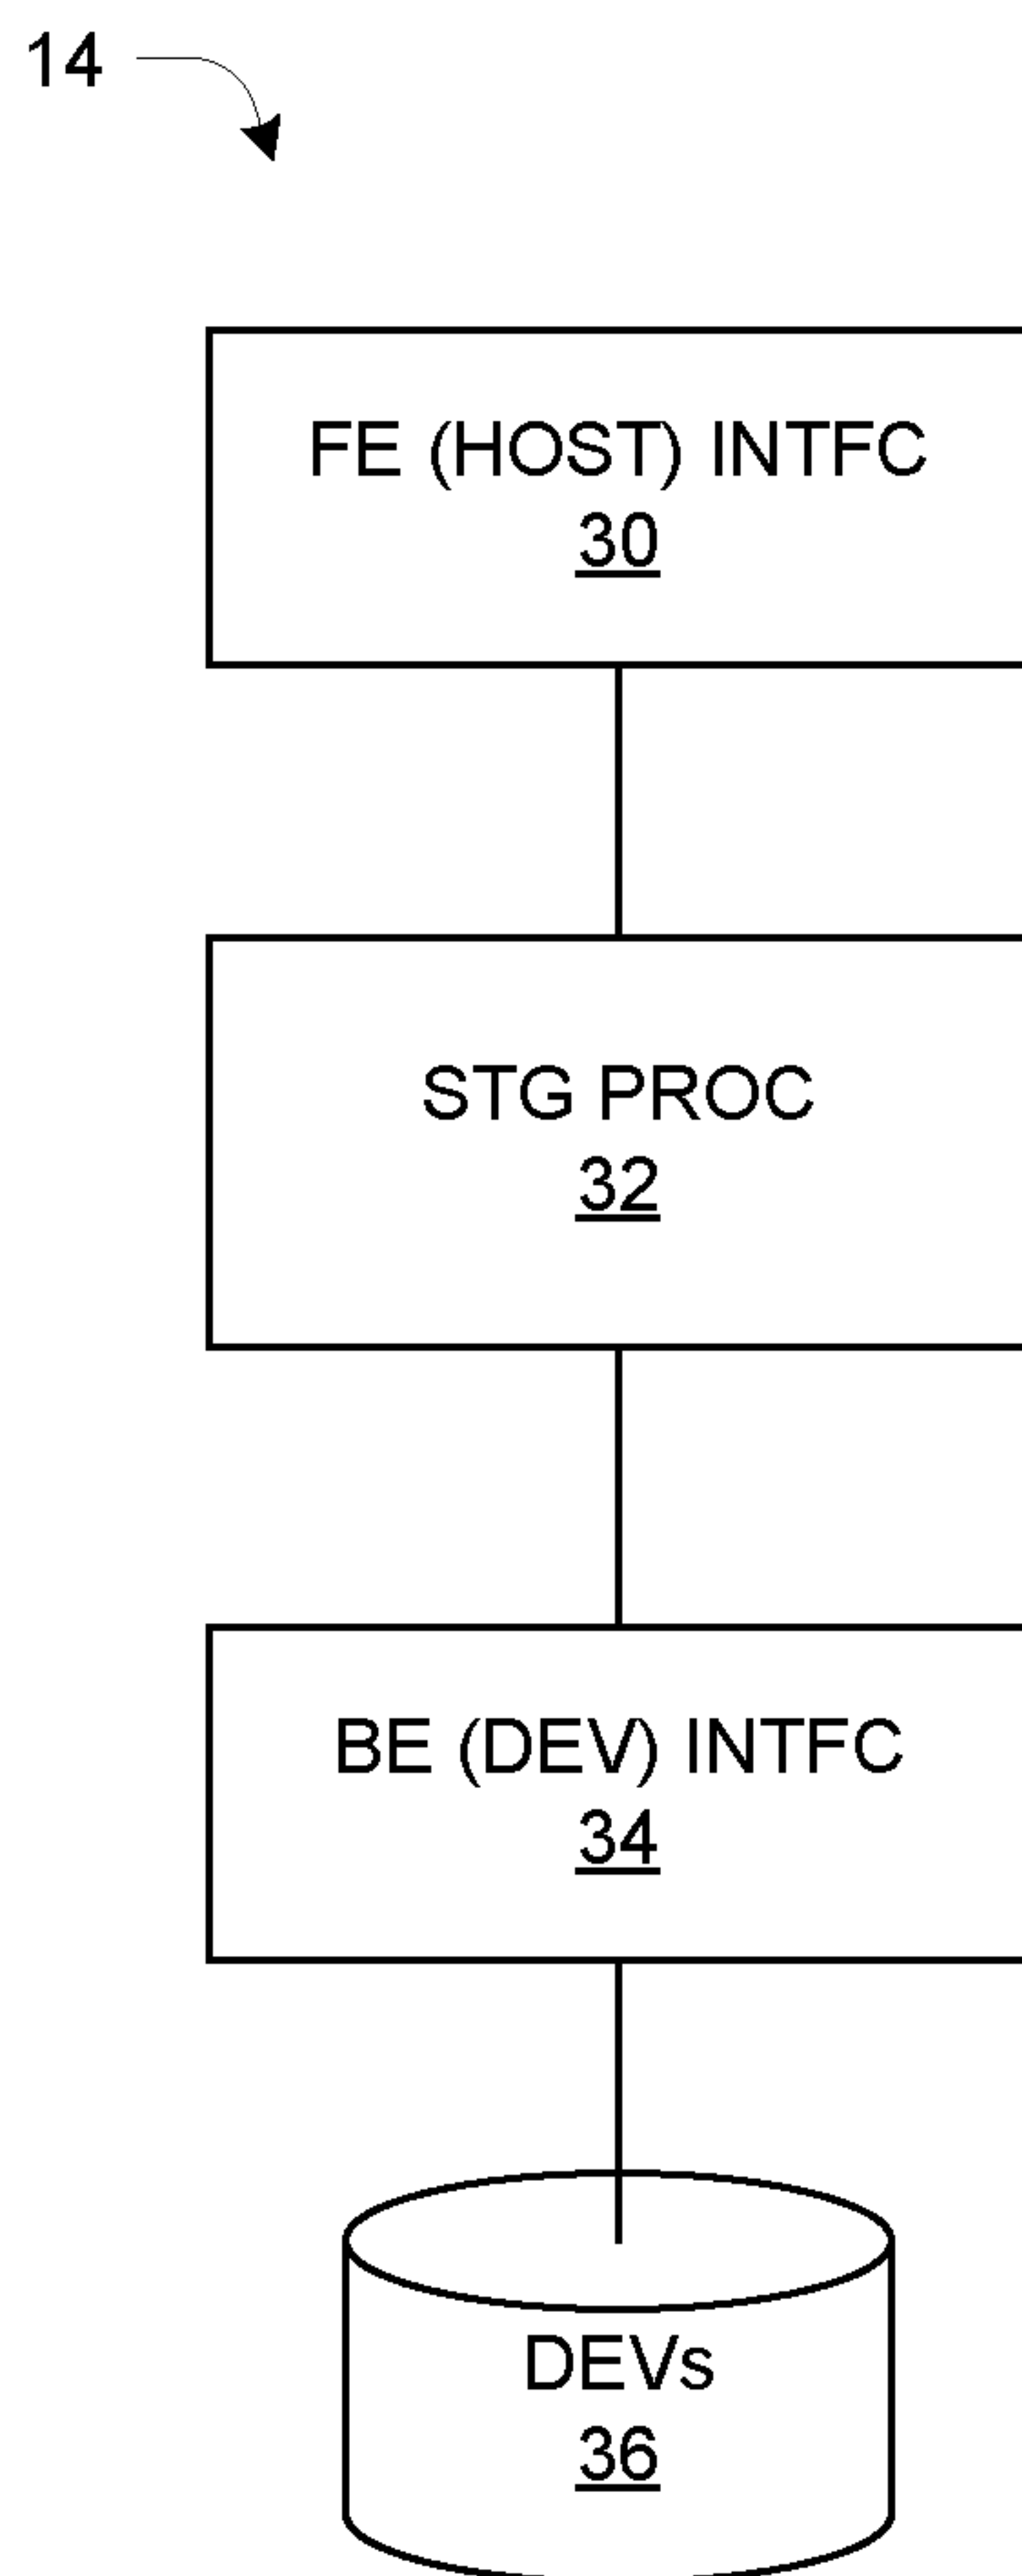 14
FE (HOST) INTFC
30
STG PROC
32
BE (DEV) INTFC
34
DEVs
36